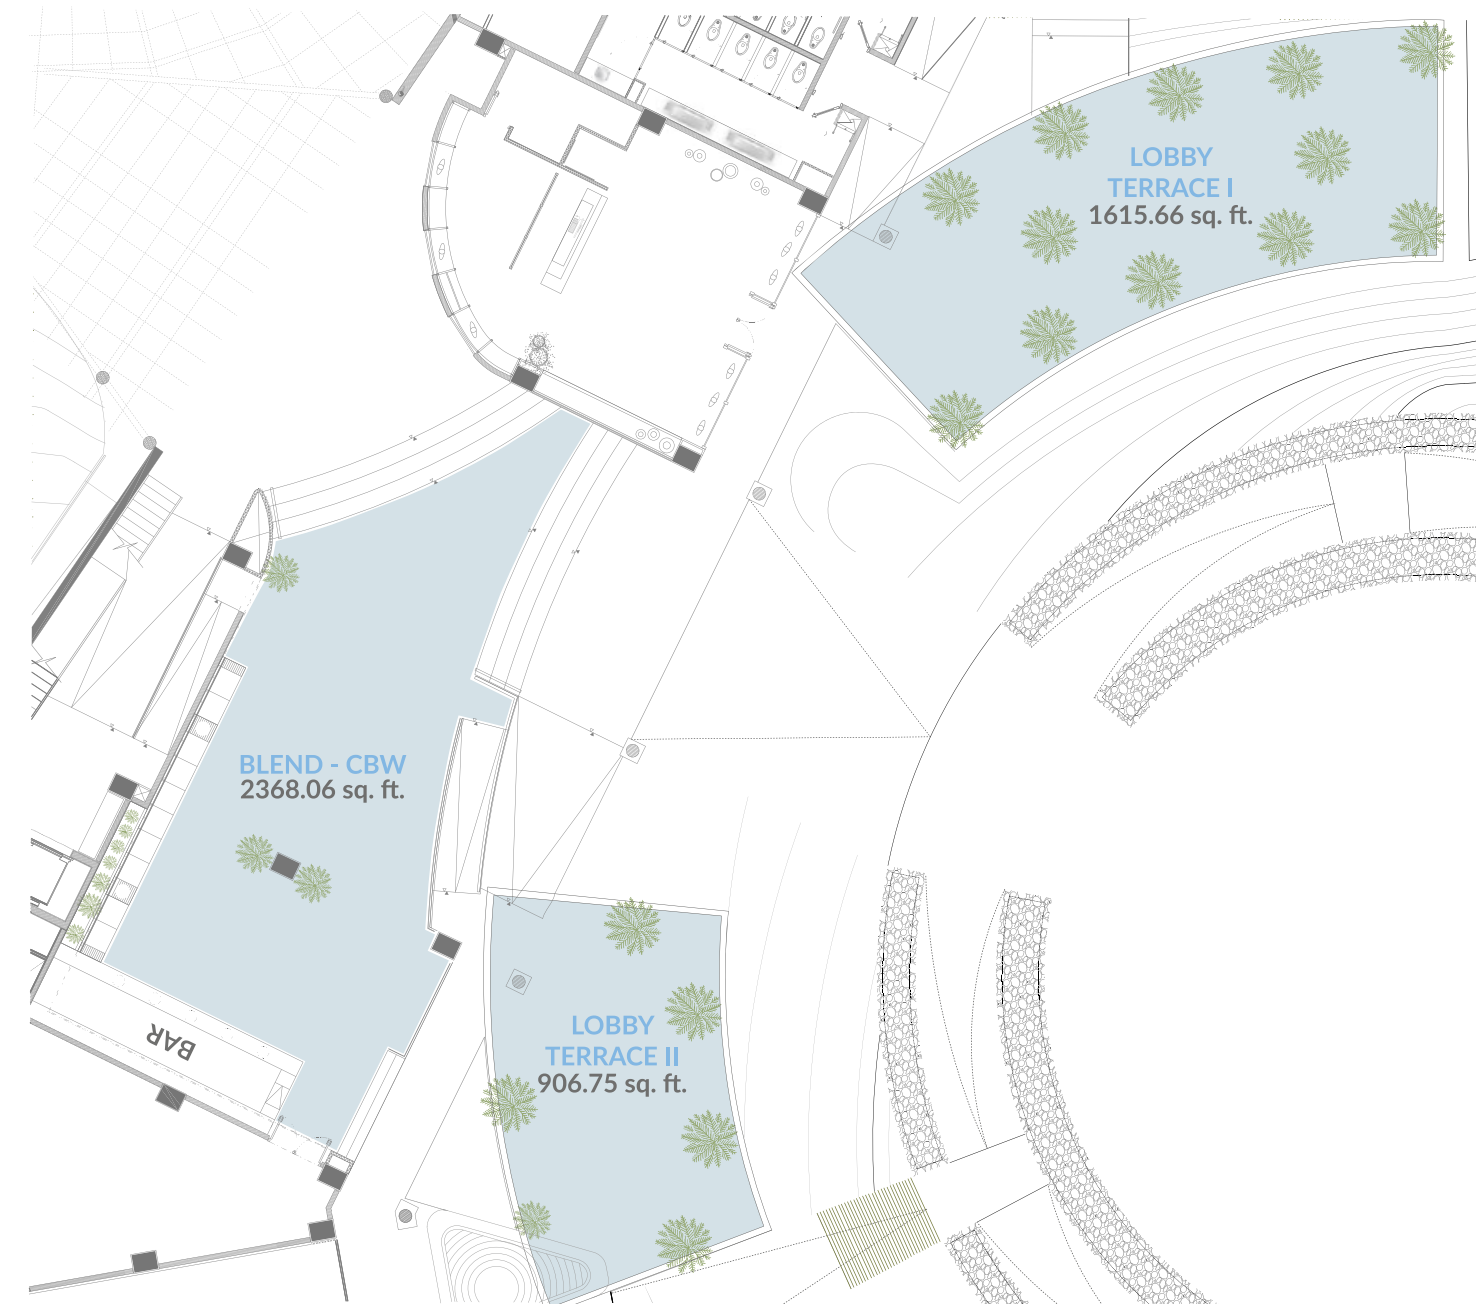 LOBBY
TERRACE I
1615.66 sq. ft.
BLEND - CBW
2368.06 sq. ft.
LOBBY
TERRACE II
906.75 sq. ft.
BAR